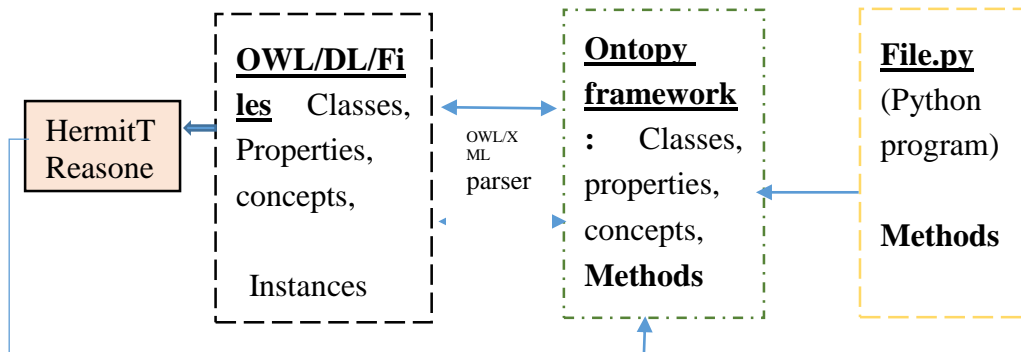 HermitT
Reasone
OWL/DL/Fi
les Classes,
Properties,
concepts,
Instances
OWL/X
ML
parser
Ontopy
framework
: Classes,
properties,
concepts,
Methods
File.py
(Python
program)
Methods